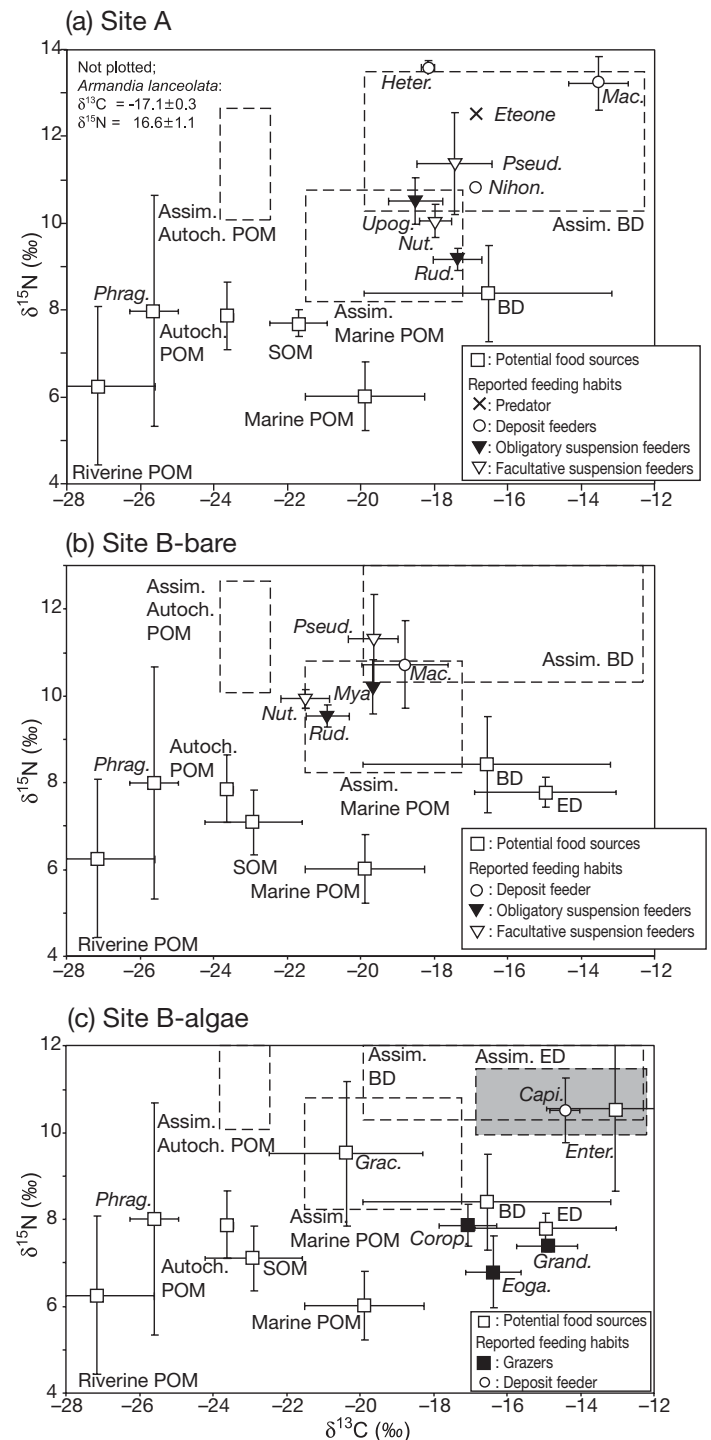 (a) Site A
Not plotted;
Armandia lanceolata:
δ13C = -17.1±0.3
δ15N = 16.6±1.1
14
12
10
8
6
4
δ15N (‰)
Heter.
Mac.
Eteone
Pseud.
Nihon.
Assim. BD
Assim.
Autoch. POM
Upog.
Nut.
Rud.
Phrag.
Autoch.
POM
SOM
Assim.
Marine POM
BD
Marine POM
Riverine POM
□: Potential food sources
Reported feeding habits
×: Predator
○: Deposit feeders
▼: Obligatory suspension feeders
▽: Facultative suspension feeders
−28 −26 −24 −22 −20 −18 −16 −14 −12
(b) Site B-bare
12
10
8
6
4
δ15N (‰)
Assim.
Autoch.
POM
Pseud.
Assim. BD
Mac.
Mya
Nut.
Rud.
Phrag.
Autoch.
POM
Assim.
Marine POM
BD
ED
SOM
Marine POM
Riverine POM
□: Potential food sources
Reported feeding habits
○: Deposit feeder
▼: Obligatory suspension feeders
▽: Facultative suspension feeders
−28 −26 −24 −22 −20 −18 −16 −14 −12
(c) Site B-algae
12
10
8
6
4
δ15N (‰)
Assim.
BD
Assim. ED
Capi.
Enter.
Assim.
Autoch. POM
Grac.
Phrag.
Assim.
Marine POM
BD
ED
Corop.
Grand.
Eoga.
Autoch.
POM
SOM
Marine POM
Riverine POM
□: Potential food sources
Reported feeding habits
■: Grazers
○: Deposit feeder
−28 −26 −24 −22 −20 −18 −16 −14 −12
δ13C (‰)